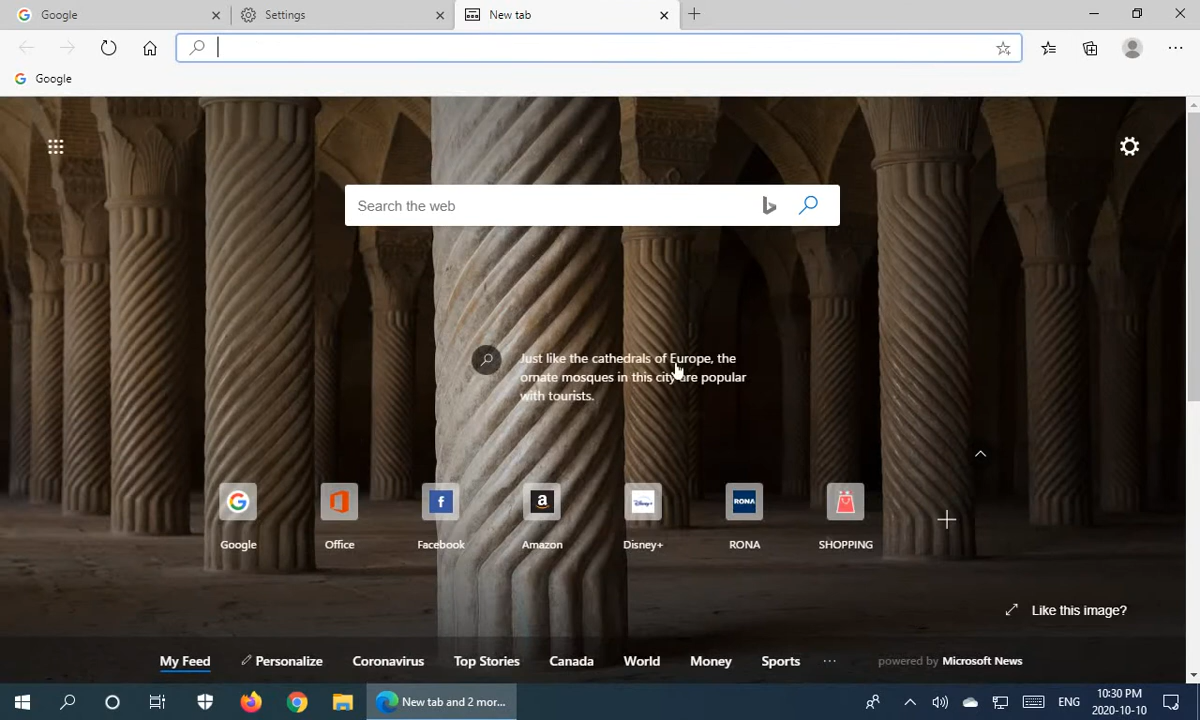 Google
Settings
New tab
Google
Search the web
Just like the cathedrals of Europe, the
ornate mosques in this city are popular
with tourists.
Google
Office
Facebook
Amazon
Disney+
RONA
RONA
SHOPPING
Like this image?
My Feed
Personalize
Coronavirus
Top Stories
Canada
World
Money
Sports
...
powered by Microsoft News
New tab and 2 mor...
ENG
10:30 PM
2020-10-10